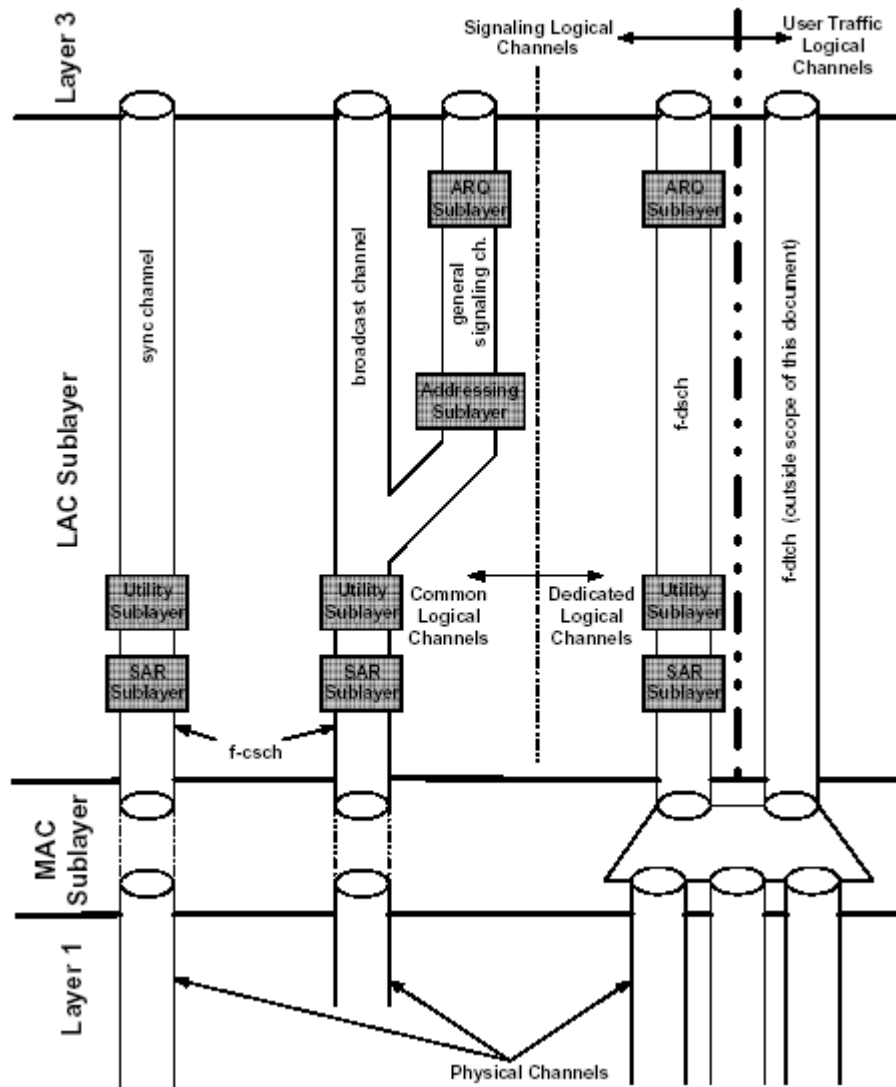 Signaling Logical
Channels
User Traffic
Logical
Channels
Layer 3
ARQ
Sublayer
ARQ
Sublayer
sync channel
broadcast channel
general
signaling ch.
f-dsch
f-dtch (outside scope of this document)
Addressing
Sublayer
LAC Sublayer
Utility
Sublayer
Utility
Sublayer
Common
Logical
Channels
Dedicated
Logical
Channels
Utility
Sublayer
SAR
Sublayer
SAR
Sublayer
SAR
Sublayer
f-csch
MAC
Sublayer
Layer 1
Physical Channels